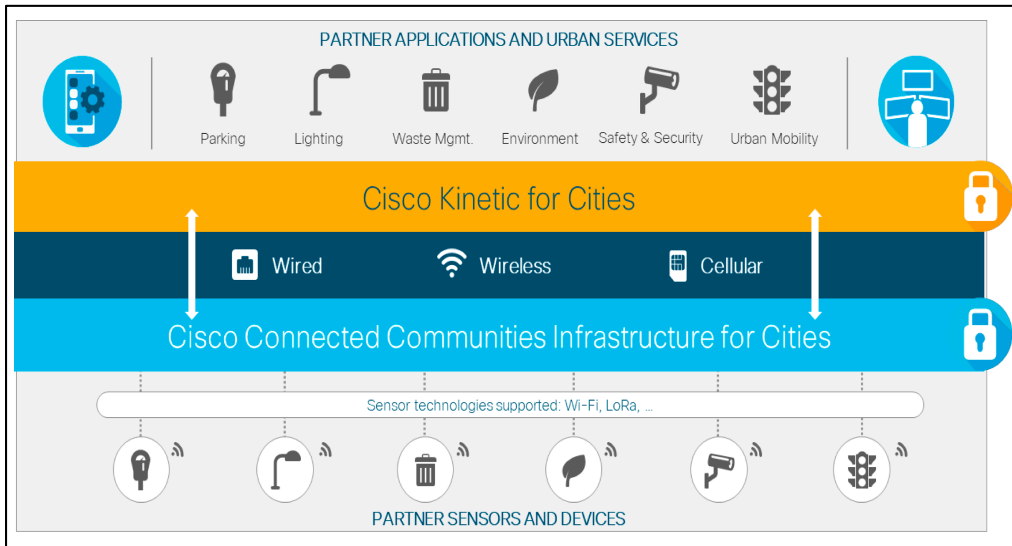 PARTNER APPLICATIONS AND URBAN SERVICES
Parking
Lighting
Waste Mgmt.
Environment
Safety & Security
Urban Mobility
Cisco Kinetic for Cities
Wired
Wireless
Cellular
Cisco Connected Communities Infrastructure for Cities
Sensor technologies supported: Wi-Fi, LoRa, ...
PARTNER SENSORS AND DEVICES